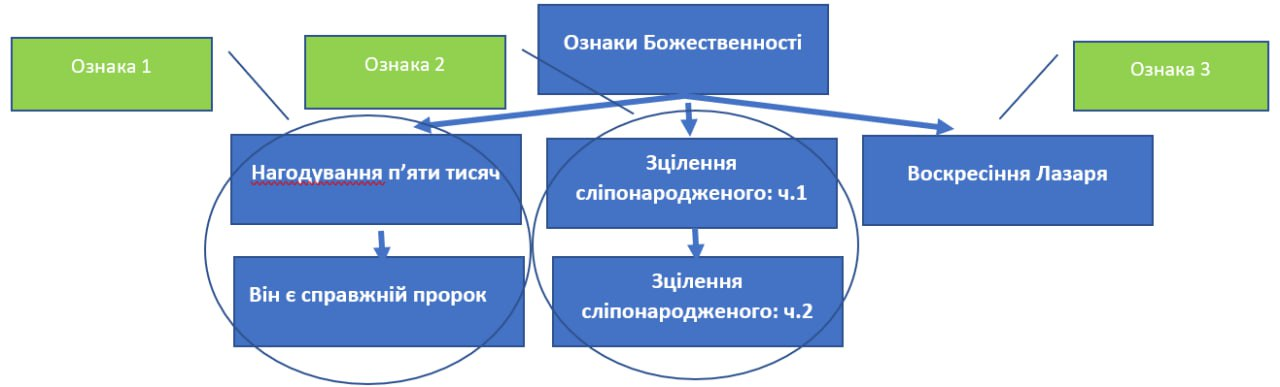 Ознаки Божественності
Ознака 1
Ознака 2
Ознака 3
Нагодування п’яти тисяч
Зцілення
сліпонародженого: ч.1
Воскресіння Лазаря
Він є справжній пророк
Зцілення
сліпонародженого: ч.2